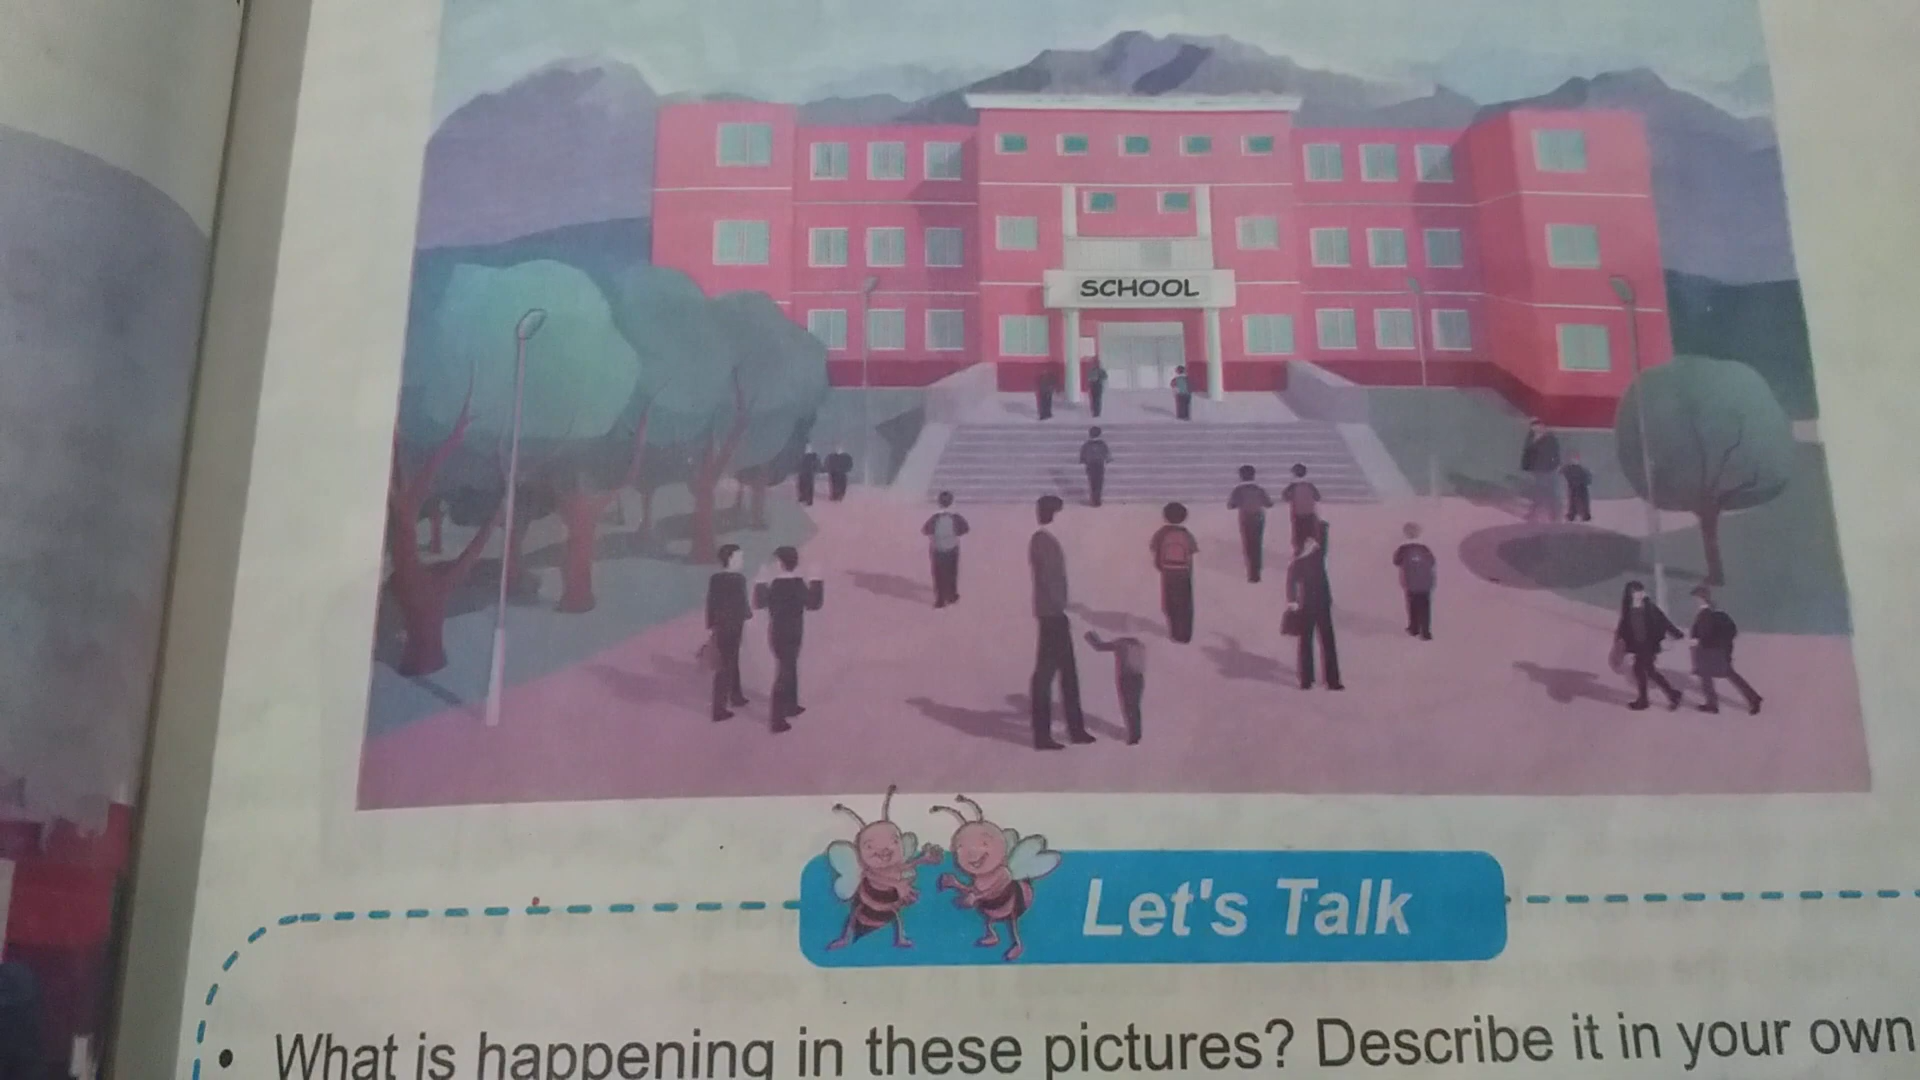 SCHOOL
Let's Talk
• What is happening in these pictures? Describe it in your own